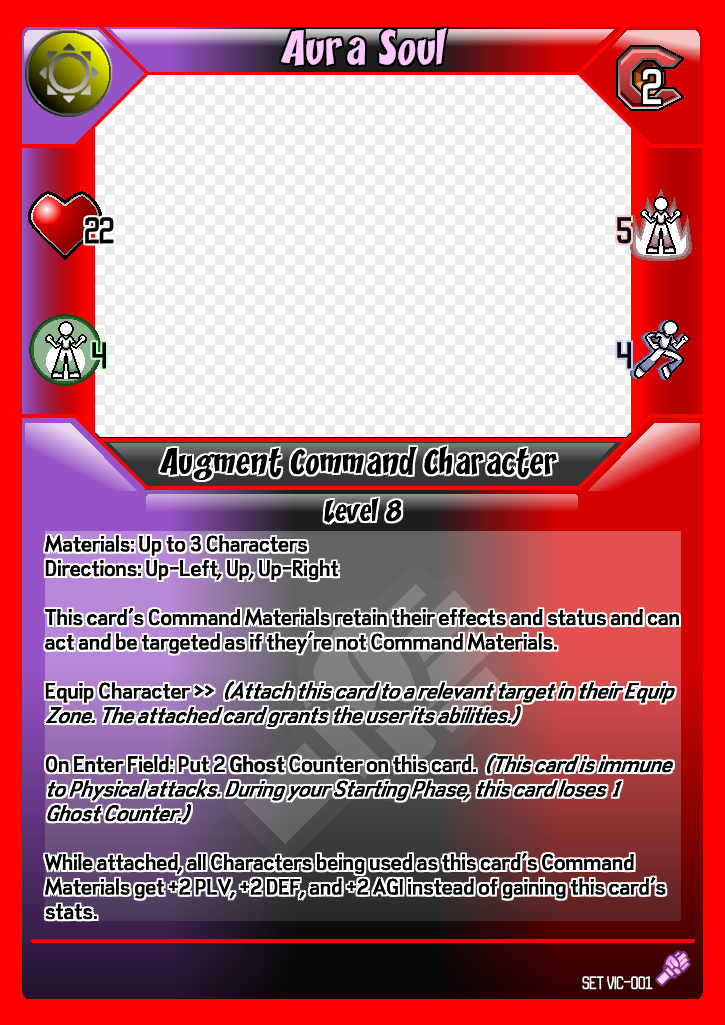 Aura Soul
2
22
5
4
4
Augment Command Character
Level 8
Materials: Up to 3 Characters
Directions: Up-Left, Up, Up-Right
This card's Command Materials retain their effects and status and can
act and be targeted as if they're not Command Materials.
Equip Character >> (Attach this card to a relevant target in their Equip
Zone. The attached card grants the user its abilities.)
On Enter Field: Put 2 Ghost Counter on this card. (This card is immune
to Physical attacks. During your Starting Phase, this card loses 1
Ghost Counter.)
While attached, all Characters being used as this card's Command
Materials get +2 PLV, +2 DEF, and +2 AGI instead of gaining this card's
stats.
SET VIC-001